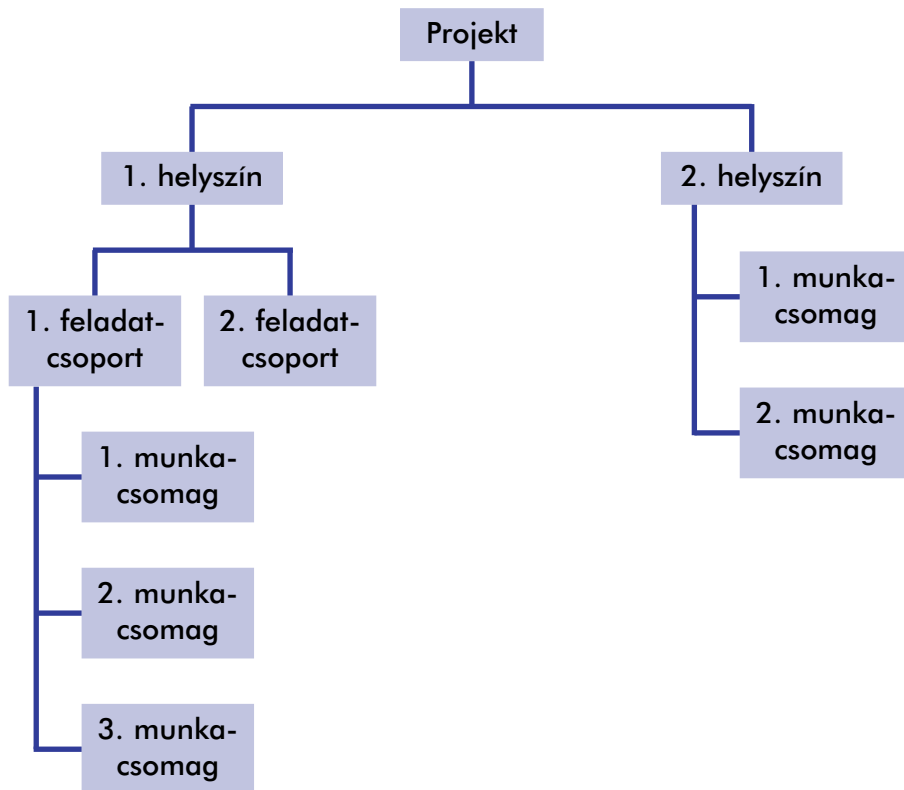 Projekt
1. helyszín
2. helyszín
1. feladat-
csoport
2. feladat-
csoport
1. munka-
csomag
2. munka-
csomag
3. munka-
csomag
1. munka-
csomag
2. munka-
csomag